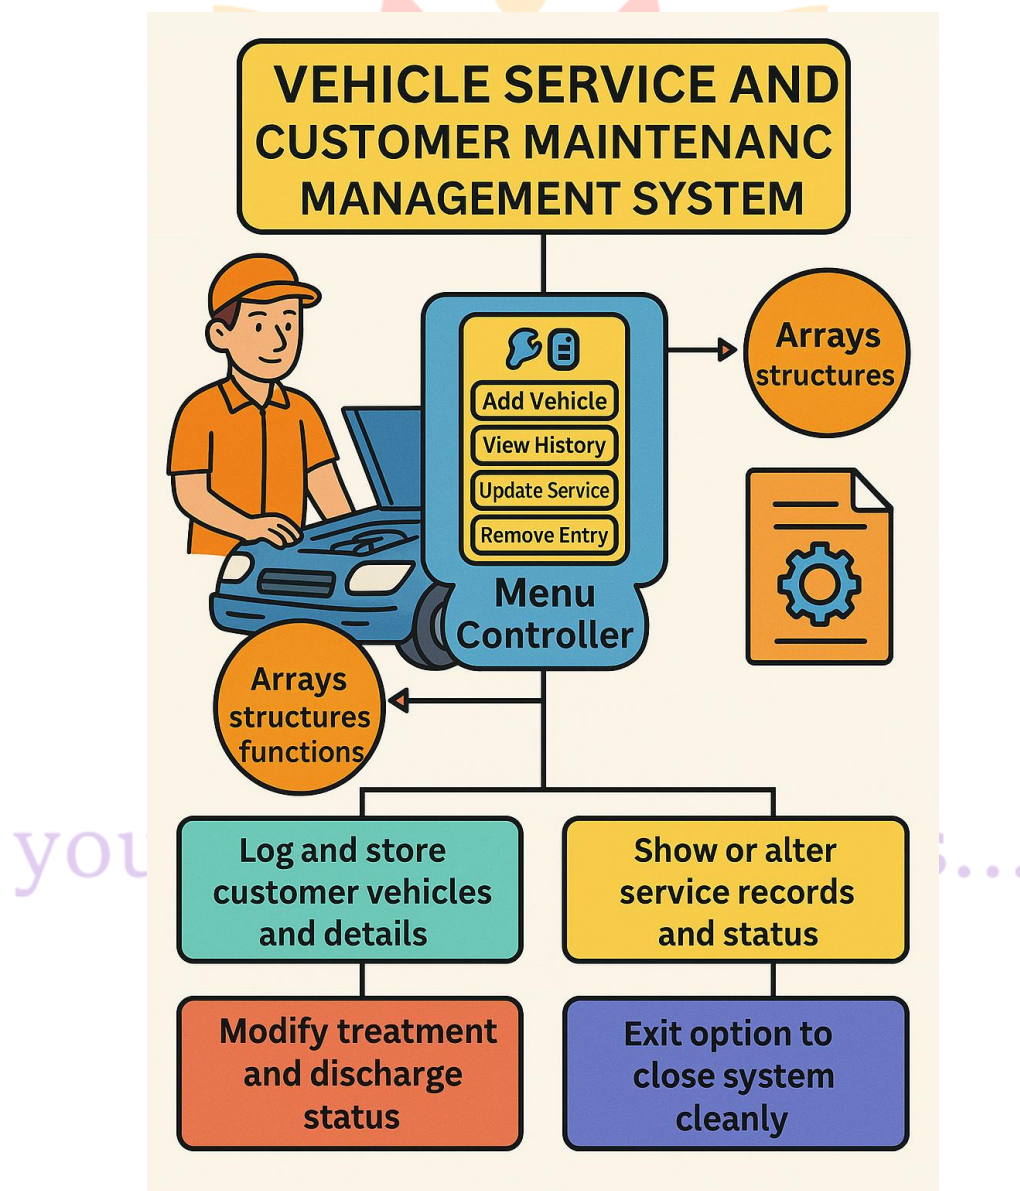 VEHICLE SERVICE AND
CUSTOMER MAINTENANC
MANAGEMENT SYSTEM
Arrays
structures
Add Vehicle
View History
Update Service
Remove Entry
Menu
Controller
Arrays
structures
functions
you
s...
Log and store
customer vehicles
and details
Show or alter
service records
and status
Modify treatment
and discharge
status
Exit option to
close system
cleanly